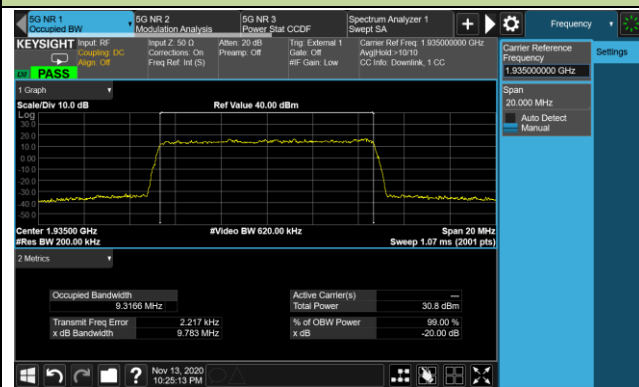 5G NR 1
Occupied BW
5G NR 2
Modulation Analysis
5G NR 3
Power Stat CCDF
Spectrum Analyzer 1
Swept SA
Frequency
KEYSIGHT
Input: RF
Coupling: DC
Align: Off
Input Z: 50 Ω
Corrections: On
Freq Ref: Int (S)
Atten: 20 dB
Preamp: Off
Trig: External 1
Gate: Off
#IF Gain: Low
Carrier Ref Freq: 1.935000000 GHz
Avg|Hold:>10/10
CC Info: Downlink, 1 CC
PASS
Carrier Reference
Frequency
1.935000000 GHz
Settings
Span
20.000 MHz
Auto Detect
Manual
1 Graph
Scale/Div 10.0 dB
Ref Value 40.00 dBm
Log
30.0
20.0
10.0
0.00
-10.0
-20.0
-30.0
-40.0
-50.0
Center 1.93500 GHz
#Video BW 620.00 kHz
Span 20 MHz
#Res BW 200.00 kHz
Sweep 1.07 ms (2001 pts)
2 Metrics
Occupied Bandwidth
9.3166 MHz
Active Carrier(s)
---
Total Power
30.8 dBm
Transmit Freq Error
2.217 kHz
% of OBW Power
99.00 %
x dB Bandwidth
9.783 MHz
x dB
-20.00 dB
Nov 13, 2020
10:25:13 PM